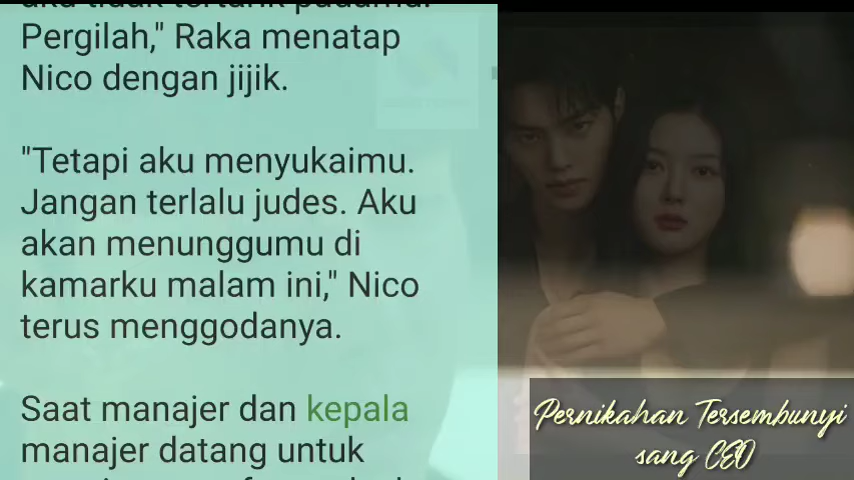 Pergilah," Raka menatap
Nico dengan jijik.
"Tetapi aku menyukaimu.
Jangan terlalu judes. Aku
akan menunggumu di
kamarku malam ini," Nico
terus menggodanya.
Saat manajer dan kepala
manajer datang untuk
Pernikahan Tersembunyi
sang CEO